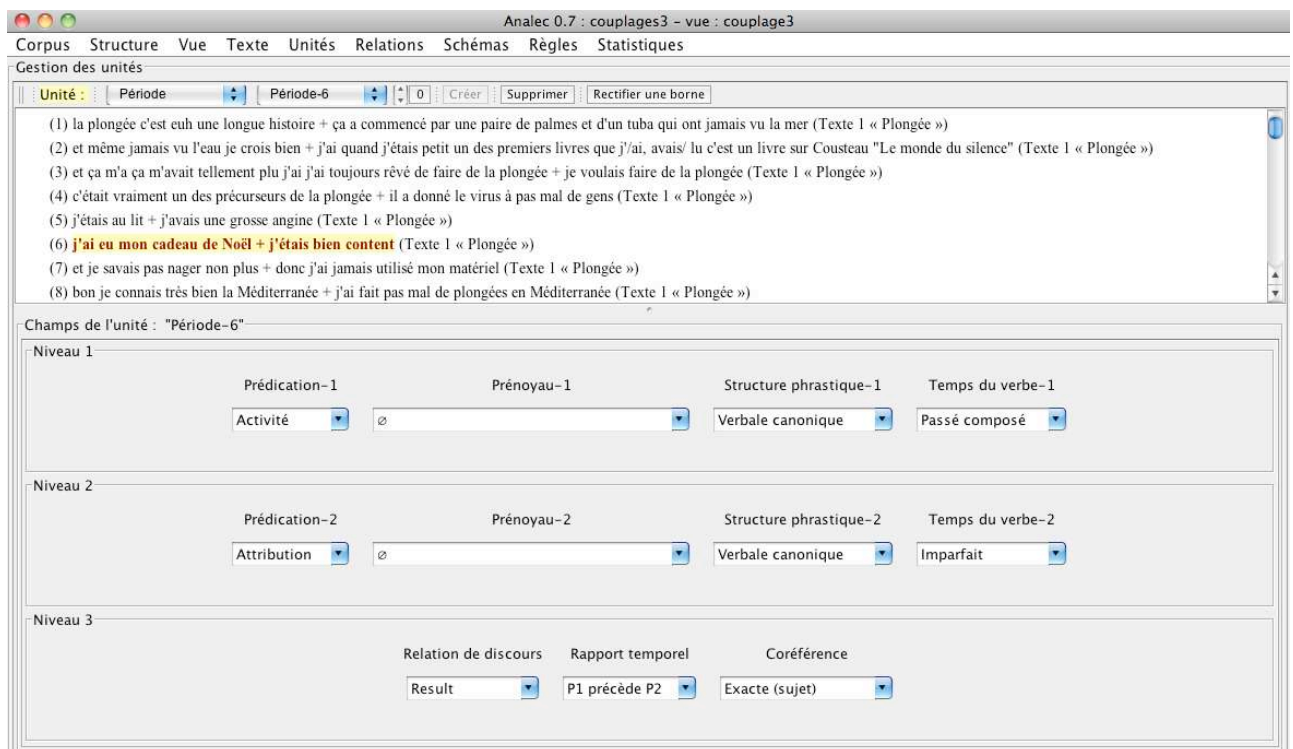 Analec 0.7 : couplages3 – vue : couplage3
Corpus Structure Vue Texte Unités Relations Schémas Règles Statistiques
Gestion des unités
Unité : Période Période-6 0 Créer Supprimer Rectifier une borne
(1) la plongée c'est euh une longue histoire + ça a commencé par une paire de palmes et d'un tuba qui ont jamais vu la mer (Texte 1 « Plongée »)
(2) et même jamais vu l'eau je crois bien + j'ai quand j'étais petit un des premiers livres que j'/ai, avais/ lu c'est un livre sur Cousteau "Le monde du silence" (Texte 1 « Plongée »)
(3) et ça m'a ça m'avait tellement plu j'ai j'ai toujours rêvé de faire de la plongée + je voulais faire de la plongée (Texte 1 « Plongée »)
(4) c'était vraiment un des précurseurs de la plongée + il a donné le virus à pas mal de gens (Texte 1 « Plongée »)
(5) j'étais au lit + j'avais une grosse angine (Texte 1 « Plongée »)
(6) j'ai eu mon cadeau de Noël + j'étais bien content (Texte 1 « Plongée »)
(7) et je savais pas nager non plus + donc j'ai jamais utilisé mon matériel (Texte 1 « Plongée »)
(8) bon je connais très bien la Méditerranée + j'ai fait pas mal de plongées en Méditerranée (Texte 1 « Plongée »)
Champs de l'unité : "Période-6"
Niveau 1
Prédication-1 Prénoyau-1 Structure phrastique-1 Temps du verbe-1
Activité ∅ Verbale canonique Passé composé
Niveau 2
Prédication-2 Prénoyau-2 Structure phrastique-2 Temps du verbe-2
Attribution ∅ Verbale canonique Imparfait
Niveau 3
Relation de discours Rapport temporel Coréférence
Result P1 précède P2 Exacte (sujet)